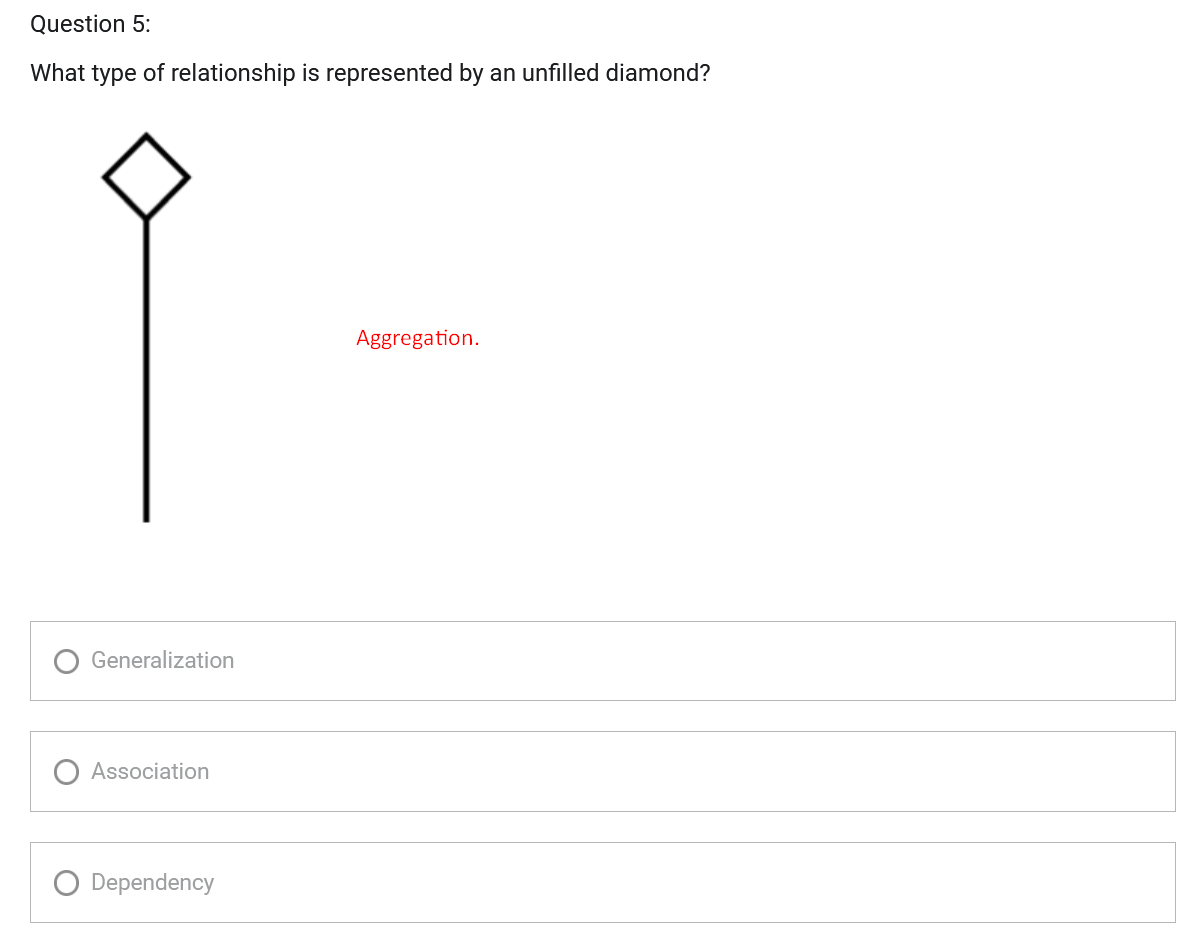 Question 5:
What type of relationship is represented by an unfilled diamond?
Aggregation.
Generalization
Association
Dependency